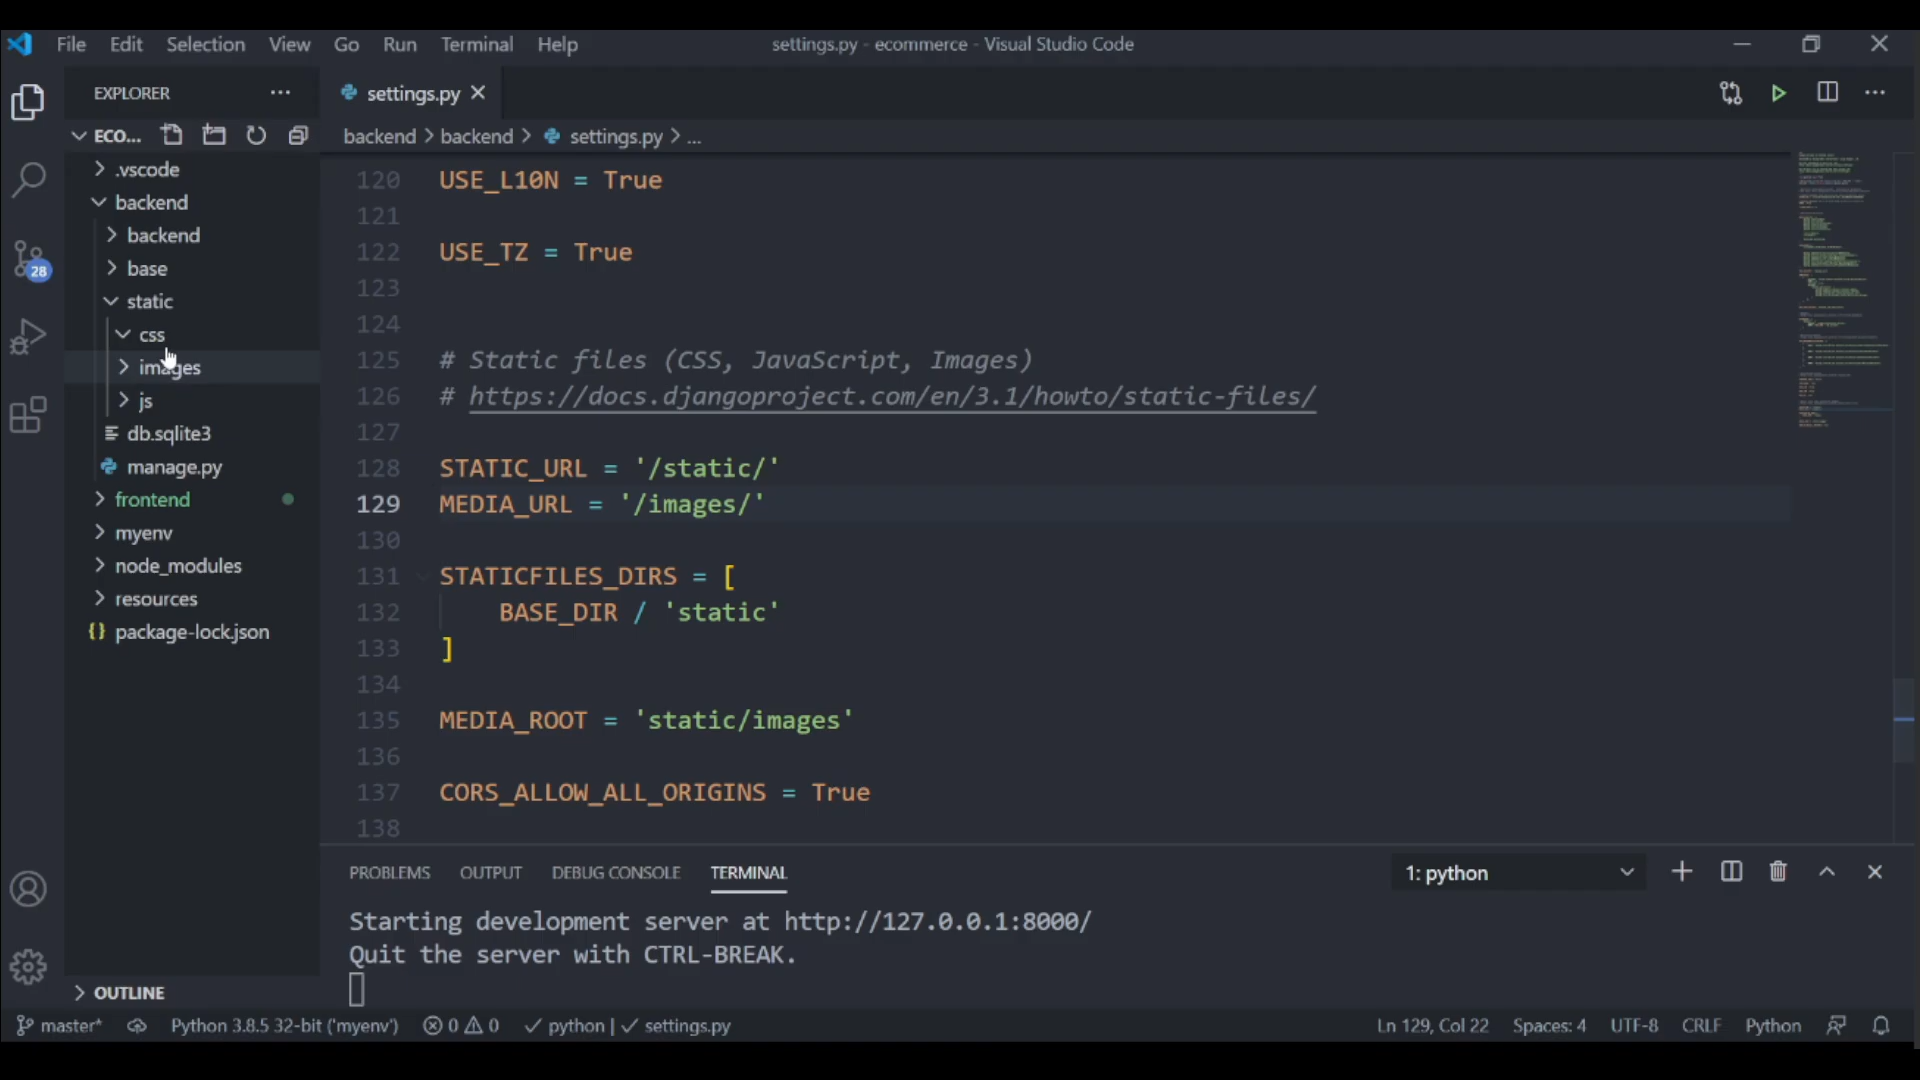 File Edit Selection View Go Run Terminal Help
settings.py - ecommerce - Visual Studio Code
EXPLORER
settings.py
ECO...
backend > backend > settings.py > ...
.vscode
backend
backend
base
static
css
images
js
db.sqlite3
manage.py
frontend
myenv
node_modules
resources
package-lock.json
OUTLINE
28
120 USE_L10N = True
121
122 USE_TZ = True
123
124
125 # Static files (CSS, JavaScript, Images)
126 # https://docs.djangoproject.com/en/3.1/howto/static-files/
127
128 STATIC_URL = '/static/'
129 MEDIA_URL = '/images/'
130
131 STATICFILES_DIRS = [
132 BASE_DIR / 'static'
133 ]
134
135 MEDIA_ROOT = 'static/images'
136
137 CORS_ALLOW_ALL_ORIGINS = True
138
PROBLEMS OUTPUT DEBUG CONSOLE TERMINAL
1: python
Starting development server at http://127.0.0.1:8000/
Quit the server with CTRL-BREAK.
master* Python 3.8.5 32-bit ('myenv') 0 0 python | settings.py
Ln 129, Col 22 Spaces: 4 UTF-8 CRLF Python